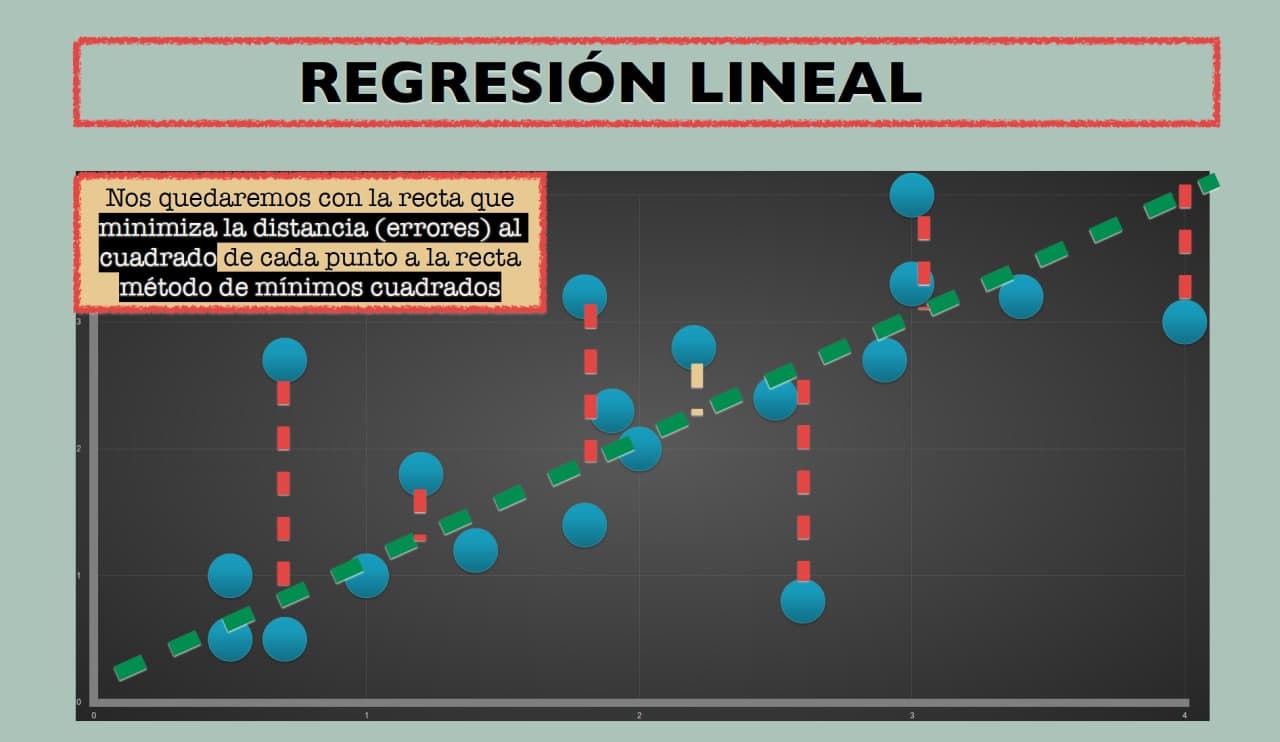 REGRESIÓN LINEAL
Nos quedaremos con la recta que
minimiza la distancia (errores) al
cuadrado de cada punto a la recta
método de mínimos cuadrados
3
2
1
0
0 1 2 3 4